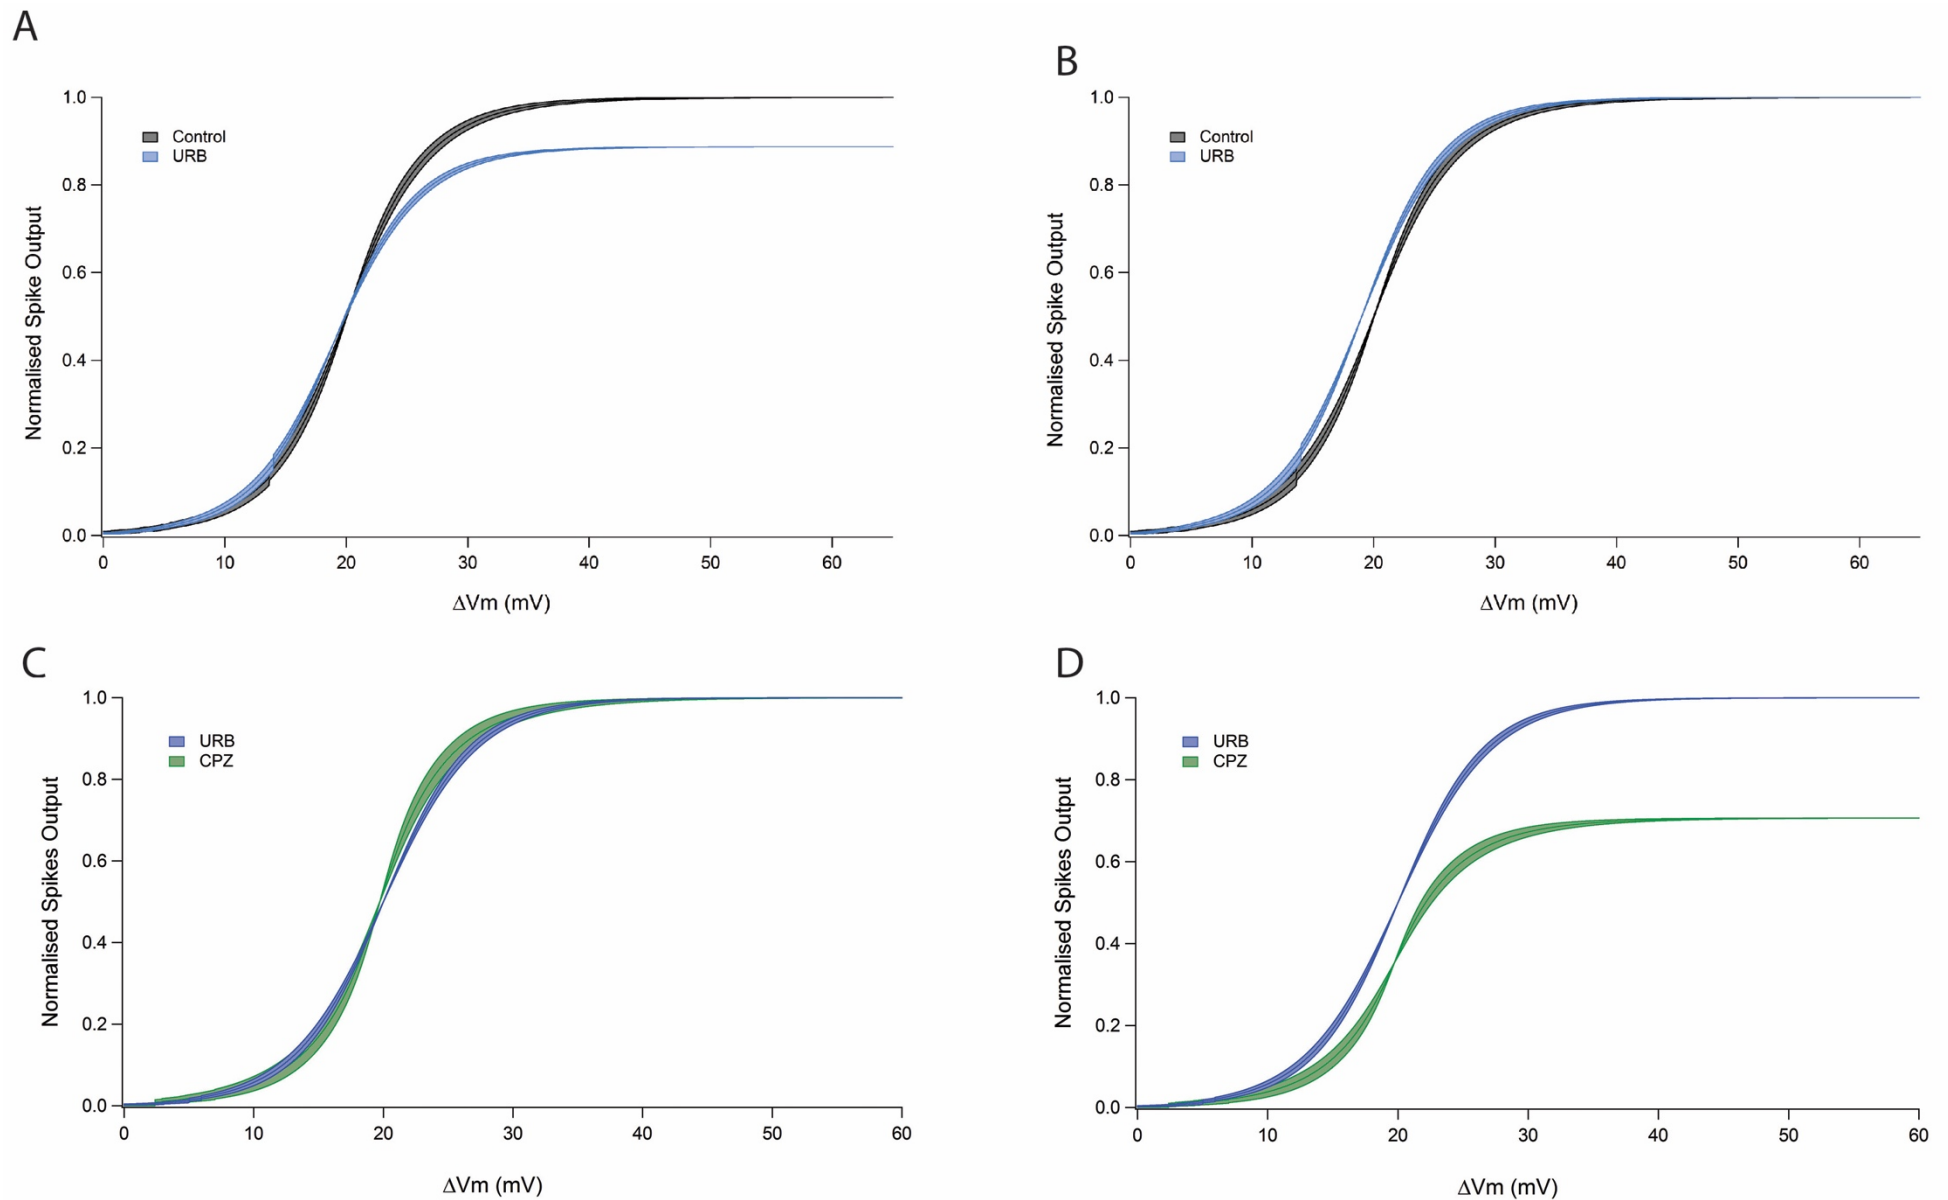 A
1.0
0.8
0.6
0.4
0.2
0.0
Normalised Spike Output
Control
URB
0 10 20 30 40 50 60
ΔVm (mV)
B
1.0
0.8
0.6
0.4
0.2
0.0
Normalised Spike Output
Control
URB
0 10 20 30 40 50 60
ΔVm (mV)
C
1.0
0.8
0.6
0.4
0.2
0.0
Normalised Spikes Output
URB
CPZ
0 10 20 30 40 50 60
ΔVm (mV)
D
1.0
0.8
0.6
0.4
0.2
0.0
Normalised Spikes Output
URB
CPZ
0 10 20 30 40 50 60
ΔVm (mV)